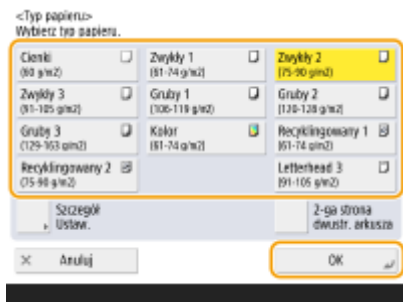 <Typ papieru>
Wybierz typ papieru.
Cienki
(60 g/m2)
Zwykły 1
(61-74 g/m2)
Zwykły 2
(75-90 g/m2)
Zwykły 3
(91-105 g/m2)
Gruby 1
(106-119 g/m2)
Gruby 2
(120-128 g/m2)
Gruby 3
(129-163 g/m2)
Kolor
(61-74 g/m2)
Recyklingowany 1
(61-74 g/m2)
Recyklingowany 2
(75-90 g/m2)
Letterhead 3
(91-105 g/m2)
Szczegół
Ustaw.
2-ga strona
dwustr. arkusza
Anuluj
OK